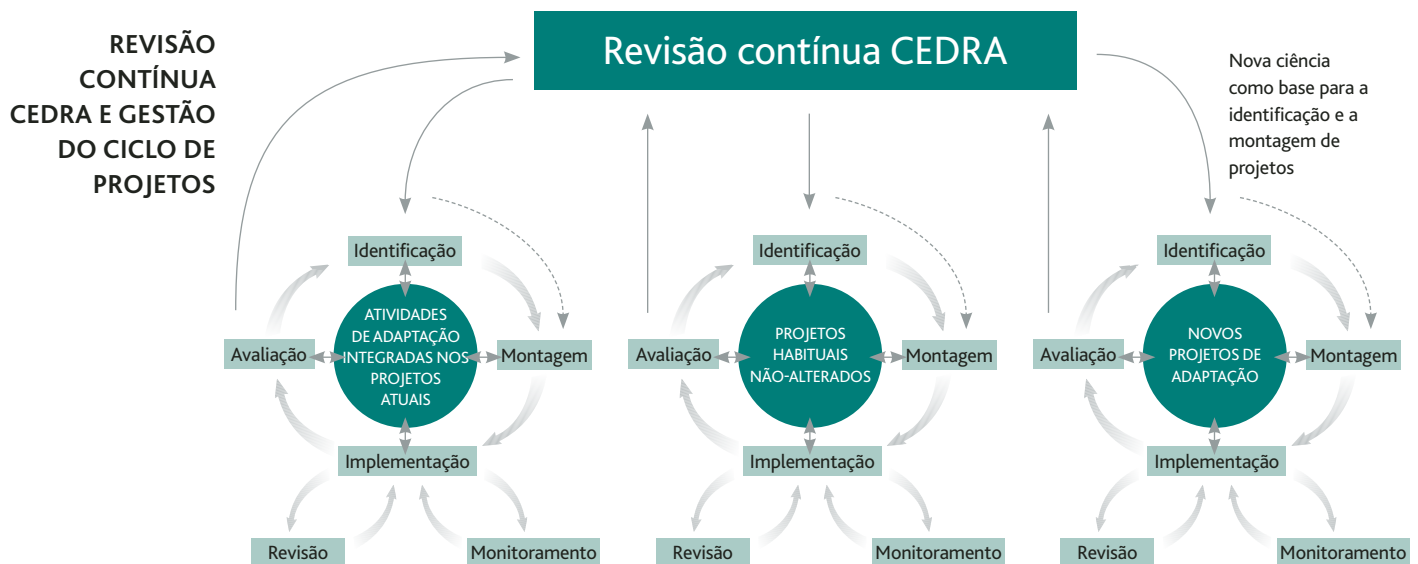 REVISÃO
CONTÍNUA
CEDRA E GESTÃO
DO CICLO DE
PROJETOS
Revisão contínua CEDRA
Nova ciência
como base para a
identificação e a
montagem de
projetos
Identificação
ATIVIDADES
DE ADAPTAÇÃO
INTEGRADAS NOS
PROJETOS
ATUAIS
Avaliação
Montagem
Implementação
Revisão
Monitoramento
Identificação
PROJETOS
HABITUAIS
NÃO-ALTERADOS
Avaliação
Montagem
Implementação
Revisão
Monitoramento
Identificação
NOVOS
PROJETOS DE
ADAPTAÇÃO
Avaliação
Montagem
Implementação
Revisão
Monitoramento